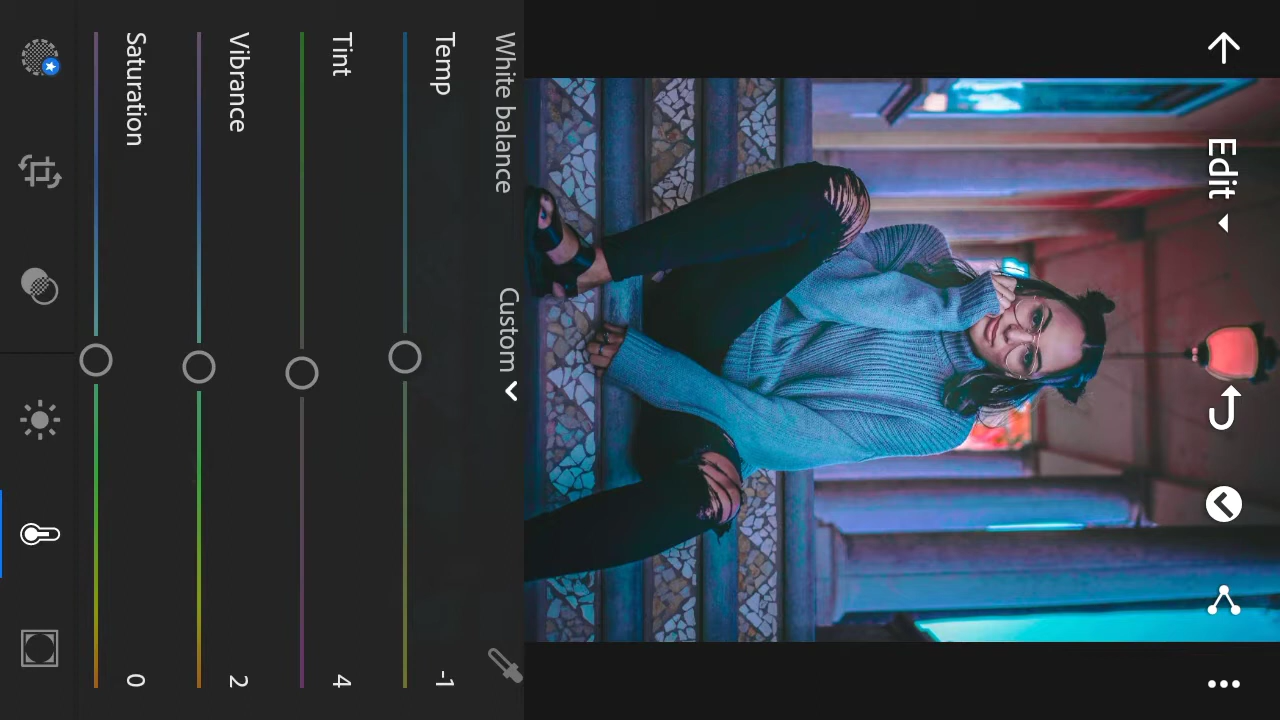 Edit
White balance Custom
Temp -1
Tint 4
Vibrance 2
Saturation 0